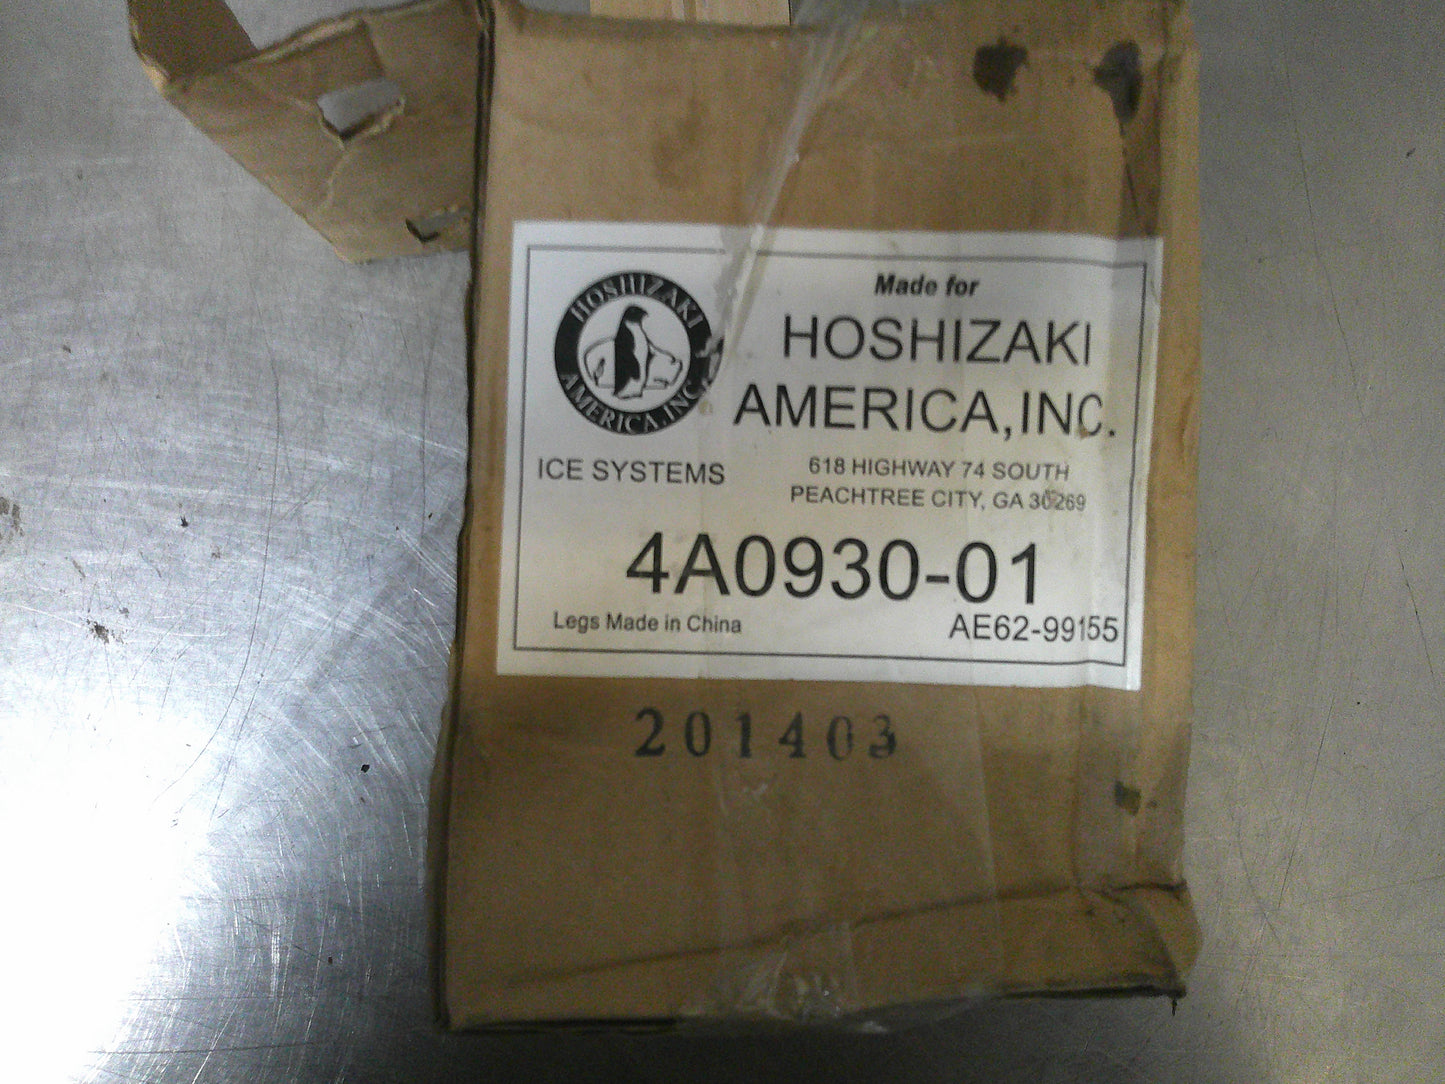 HOSHIZAKI
AMERICA, INC.
Made for
HOSHIZAKI
AMERICA,INC.
ICE SYSTEMS
618 HIGHWAY 74 SOUTH
PEACHTREE CITY, GA 30269
4A0930-01
Legs Made in China
AE62-99155
201403